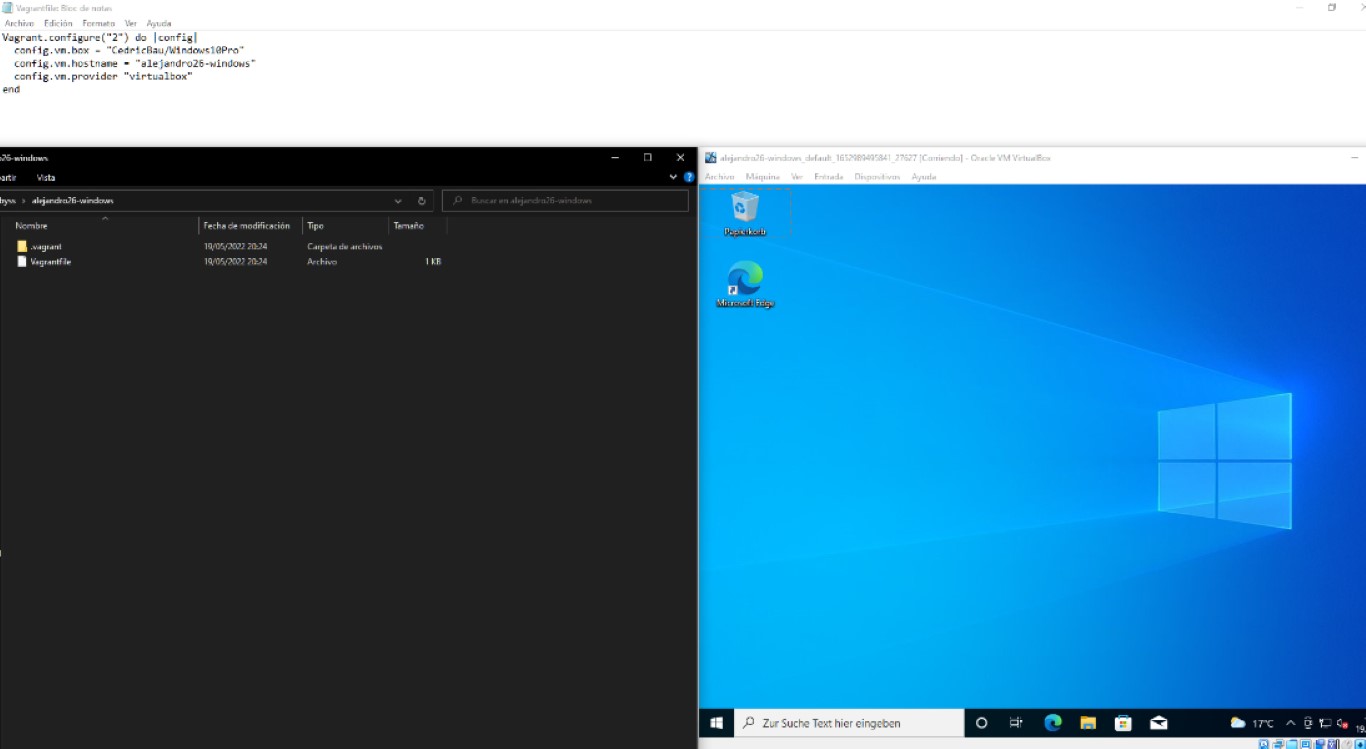 Vagrantfile: Bloc de notas
Archivo Edición Formato Ver Ayuda
Vagrant.configure("2") do |config|
config.vm.box = "CedricBau/Windows10Pro"
config.vm.hostname = "alejandro26-windows"
config.vm.provider "virtualbox"
end
o26-windows
partir Vista
byss › alejandro26-windows
Buscar en alejandro26-windows
Nombre Fecha de modificación Tipo Tamaño
.vagrant 19/05/2022 20:24 Carpeta de archivos
Vagrantfile 19/05/2022 20:24 Archivo 1 KB
alejandro26-windows_default_1652989495841_27627 [Corriendo] - Oracle VM VirtualBox
Archivo Máquina Ver Entrada Dispositivos Ayuda
Papierkorb
Microsoft Edge
Zur Suche Text hier eingeben
17°C
19